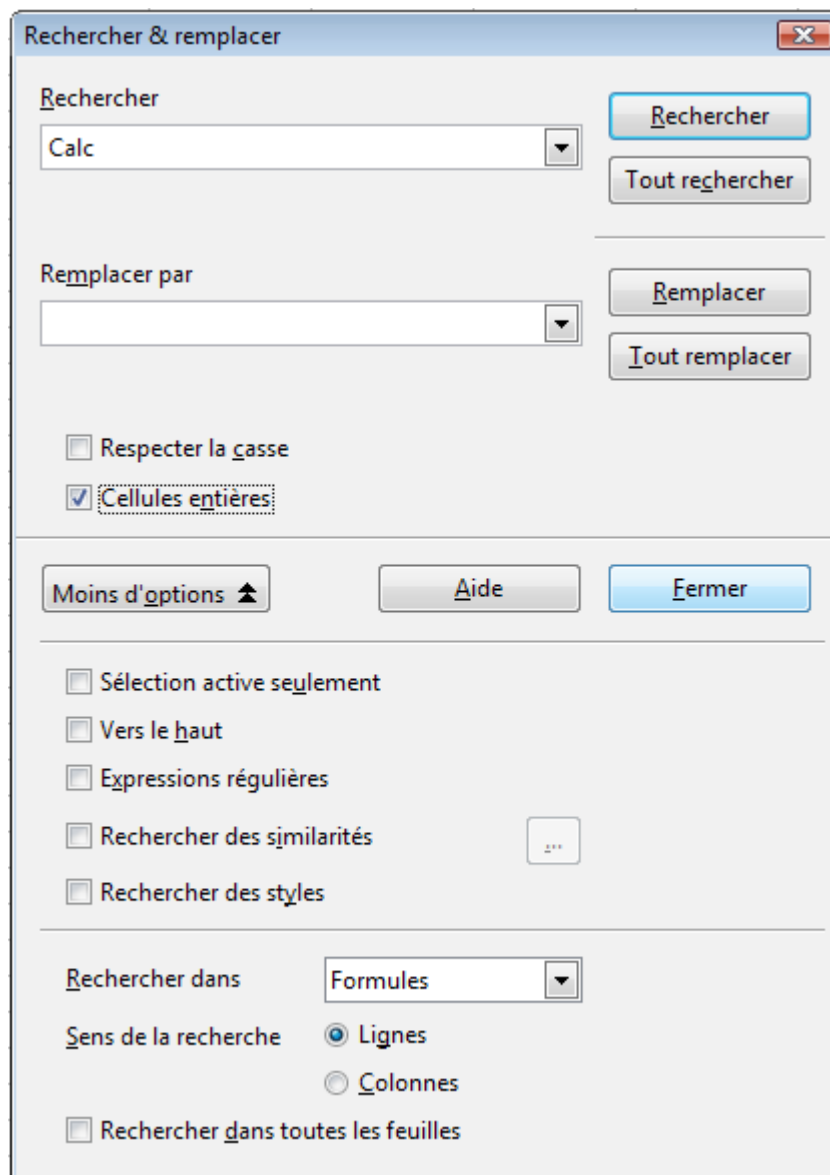 Rechercher & remplacer
Rechercher
Calc
Rechercher
Tout rechercher
Remplacer par
Remplacer
Tout remplacer
Respecter la casse
Cellules entières
Moins d'options
Aide
Fermer
Sélection active seulement
Vers le haut
Expressions régulières
Rechercher des similarités
...
Rechercher des styles
Rechercher dans
Formules
Sens de la recherche
Lignes
Colonnes
Rechercher dans toutes les feuilles